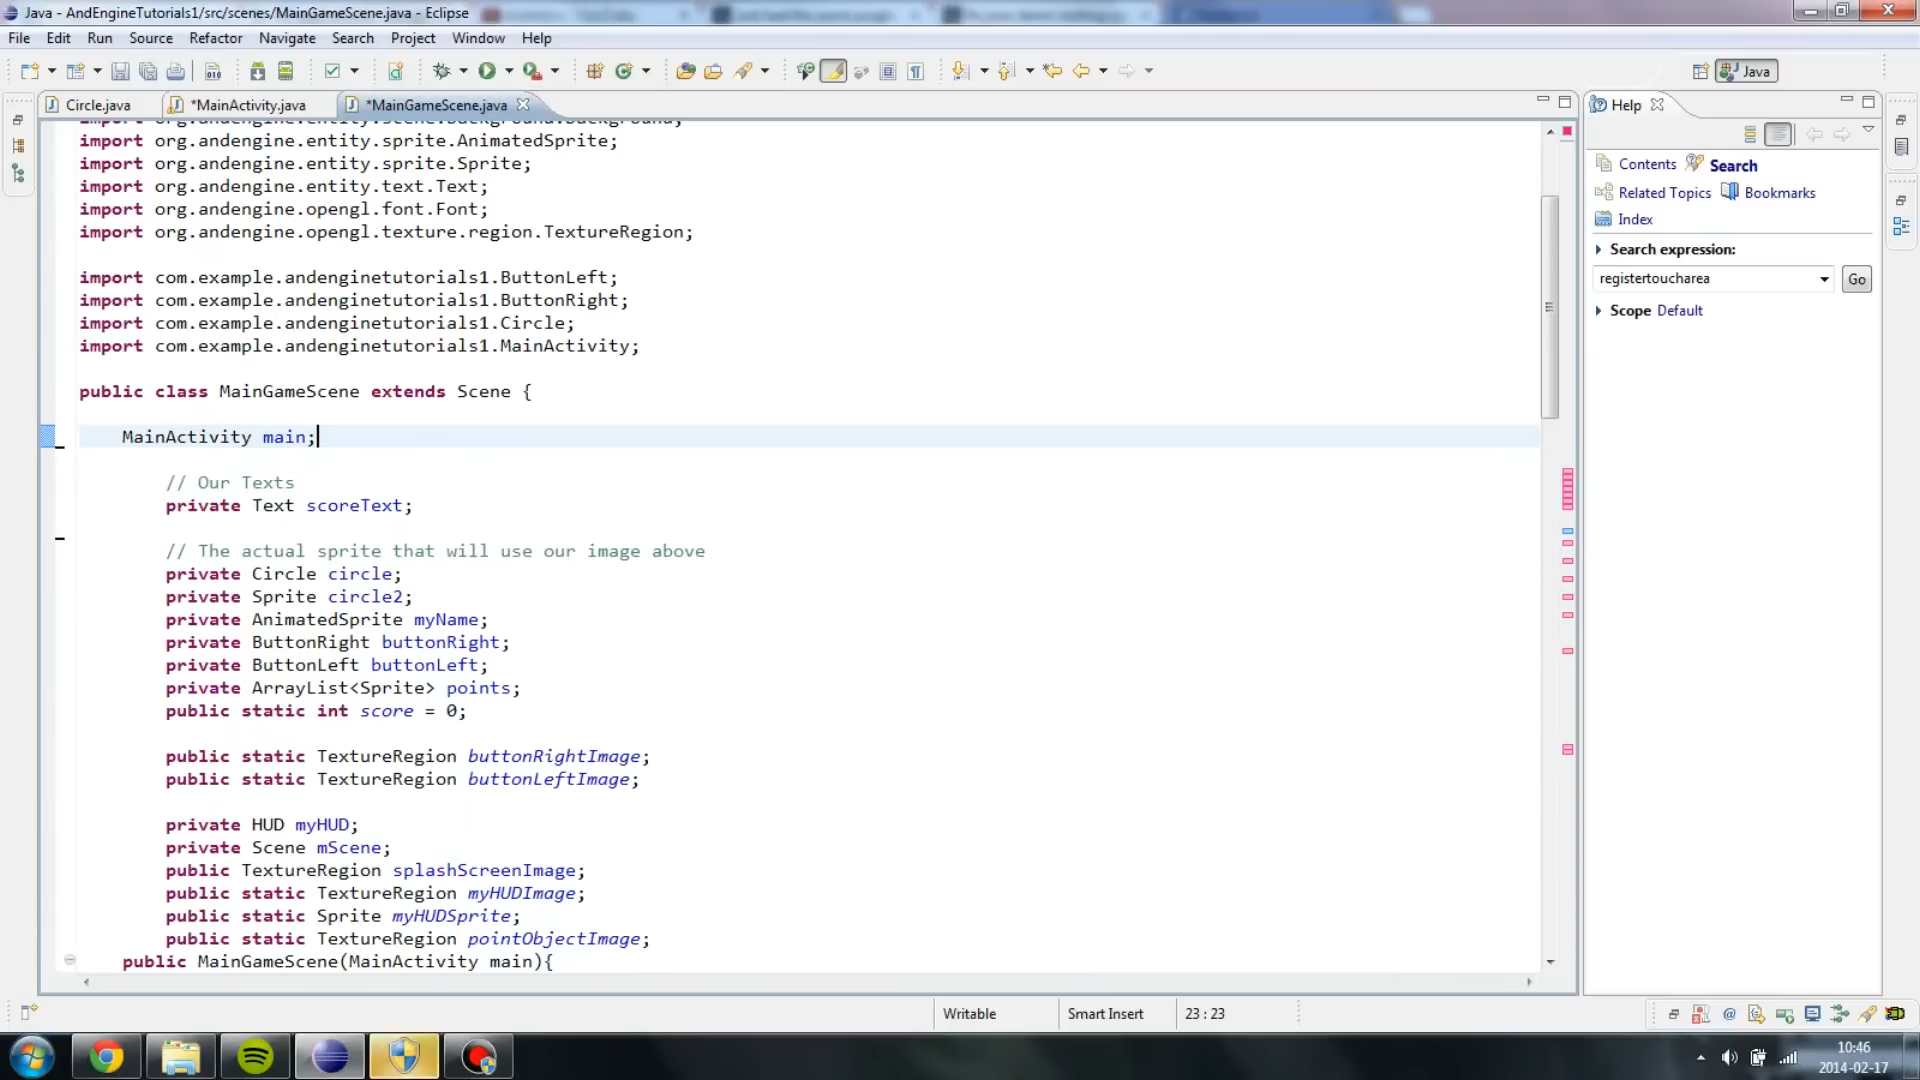 Java - AndEngineTutorials1/src/scenes/MainGameScene.java - Eclipse
File Edit Run Source Refactor Navigate Search Project Window Help
Java
Circle.java *MainActivity.java *MainGameScene.java
import org.andengine.entity.scene.background.Background;
import org.andengine.entity.sprite.AnimatedSprite;
import org.andengine.entity.sprite.Sprite;
import org.andengine.entity.text.Text;
import org.andengine.opengl.font.Font;
import org.andengine.opengl.texture.region.TextureRegion;
import com.example.andenginetutorials1.ButtonLeft;
import com.example.andenginetutorials1.ButtonRight;
import com.example.andenginetutorials1.Circle;
import com.example.andenginetutorials1.MainActivity;
public class MainGameScene extends Scene {
MainActivity main;
// Our Texts
private Text scoreText;
// The actual sprite that will use our image above
private Circle circle;
private Sprite circle2;
private AnimatedSprite myName;
private ButtonRight buttonRight;
private ButtonLeft buttonLeft;
private ArrayList<Sprite> points;
public static int score = 0;
public static TextureRegion buttonRightImage;
public static TextureRegion buttonLeftImage;
private HUD myHUD;
private Scene mScene;
public TextureRegion splashScreenImage;
public static TextureRegion myHUDImage;
public static Sprite myHUDSprite;
public static TextureRegion pointObjectImage;
public MainGameScene(MainActivity main){
Help
Contents Search
Related Topics Bookmarks
Index
Search expression:
registertoucharea Go
Scope Default
Writable Smart Insert 23 : 23
10:46
2014-02-17